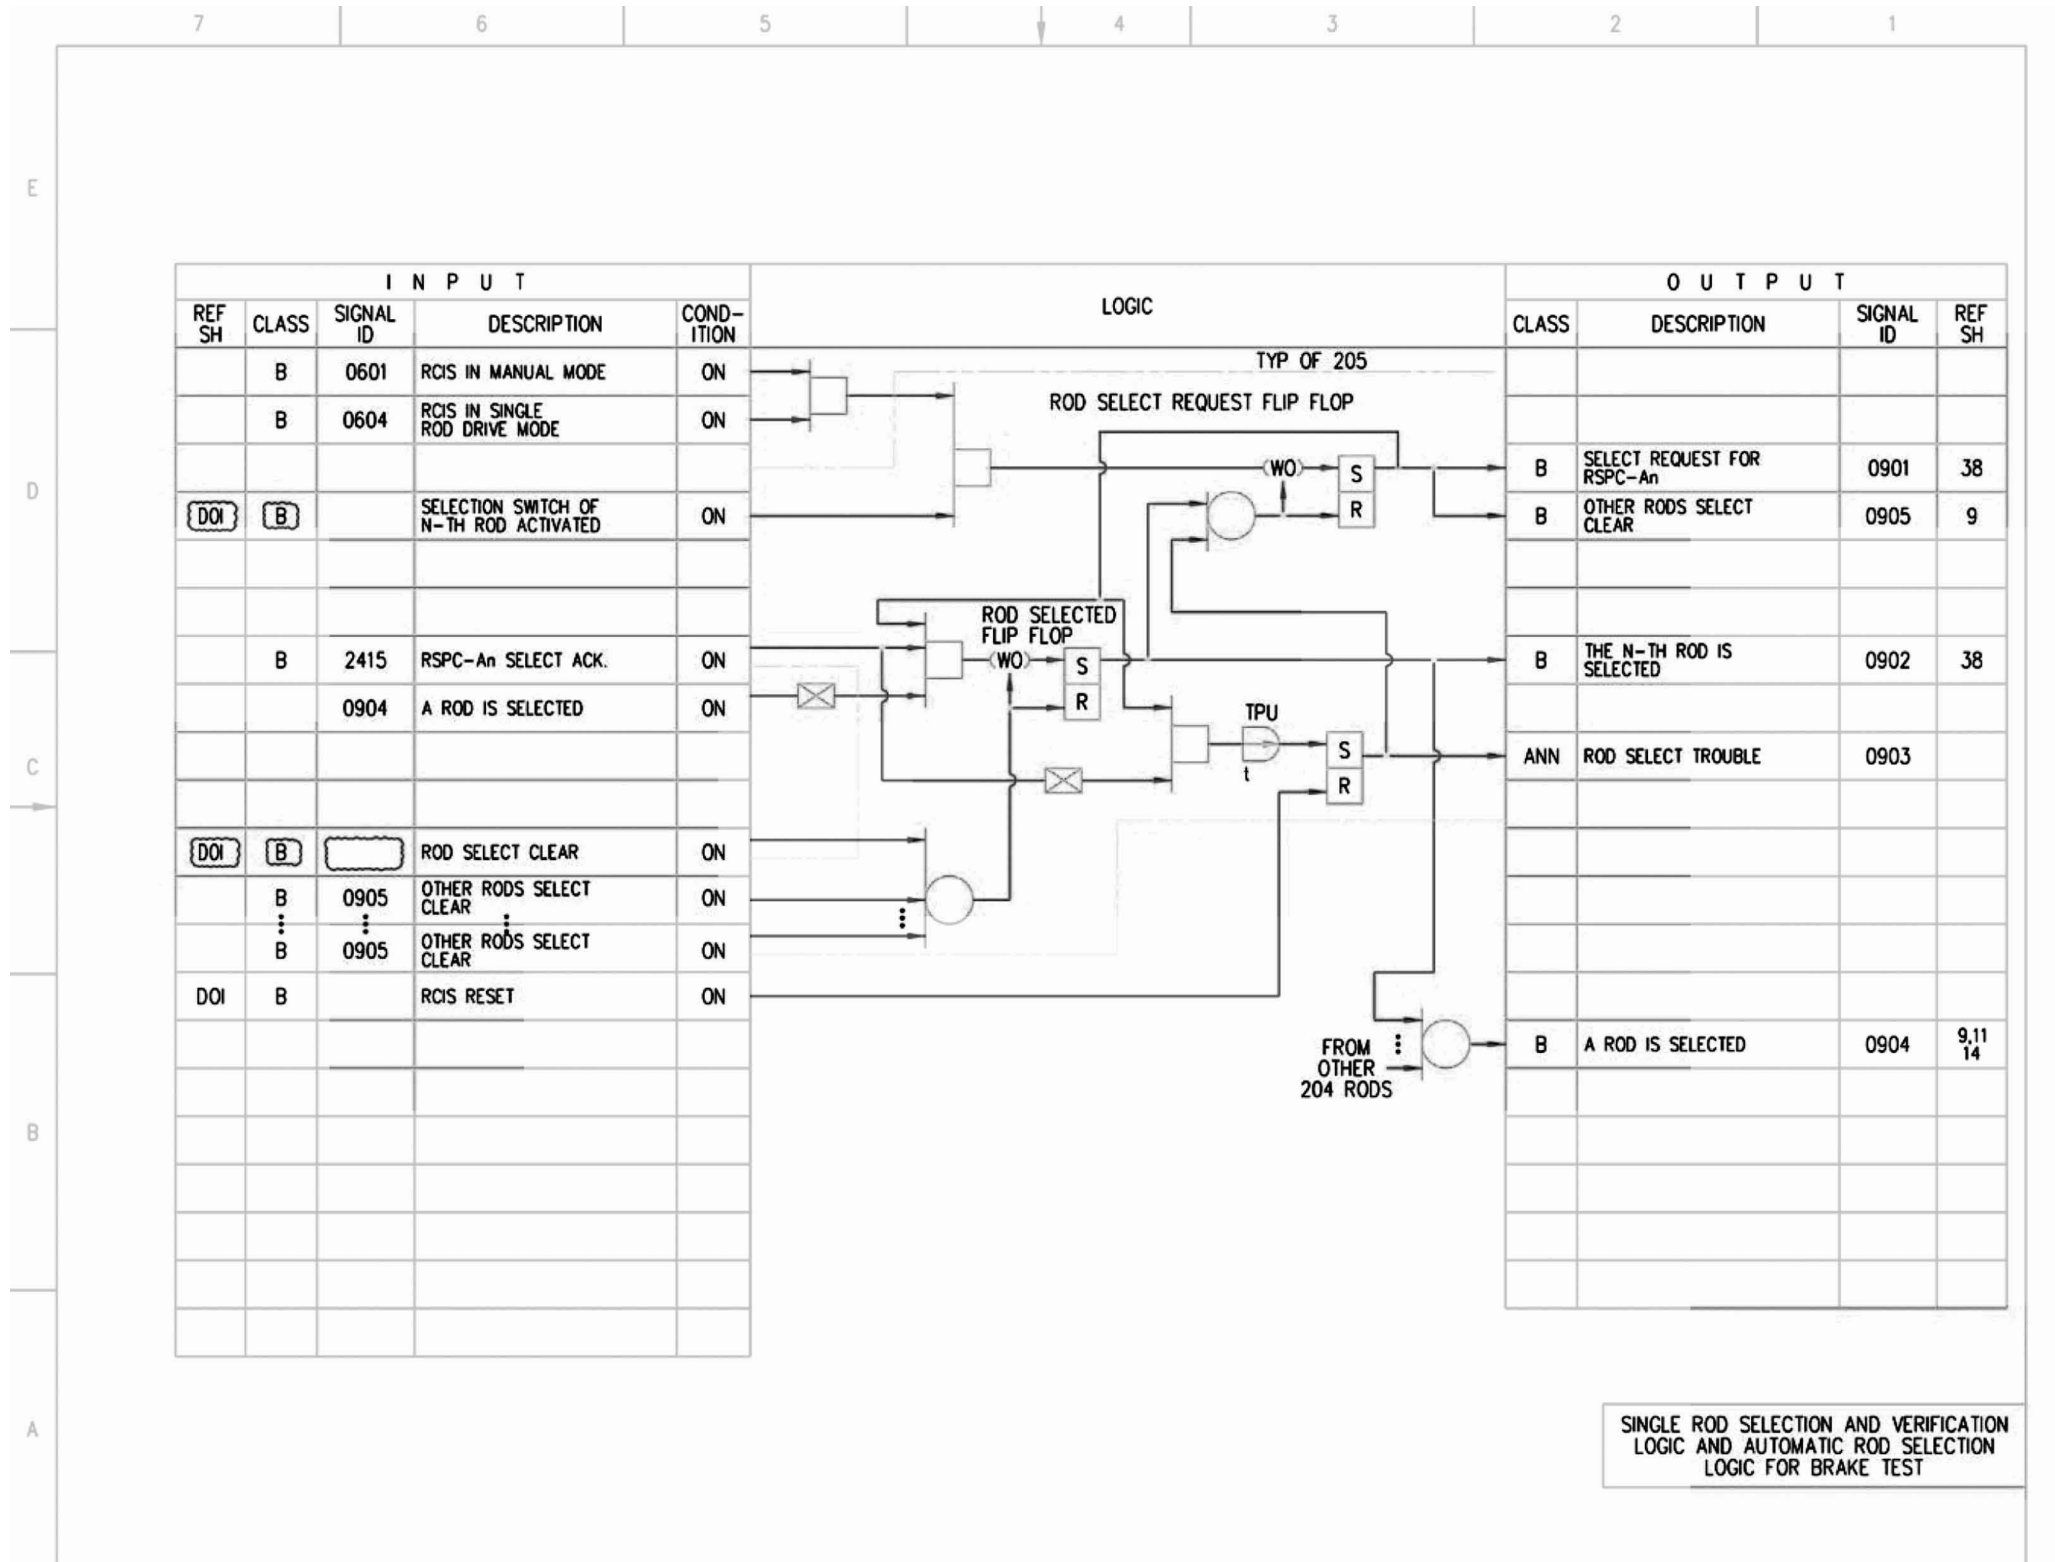 7 6 5 4 3 2 1
E
D
C
B
A
INPUT
REF SH
CLASS
SIGNAL ID
DESCRIPTION
COND-ITION
LOGIC
OUTPUT
CLASS
DESCRIPTION
SIGNAL ID
REF SH
B 0601 RCIS IN MANUAL MODE ON
B 0604 RCIS IN SINGLE
ROD DRIVE MODE ON
DOI B SELECTION SWITCH OF
N-TH ROD ACTIVATED ON
B 2415 RSPC-An SELECT ACK. ON
0904 A ROD IS SELECTED ON
DOI B ROD SELECT CLEAR ON
B 0905 OTHER RODS SELECT
CLEAR ON
B 0905 OTHER RODS SELECT
CLEAR ON
DOI B RCIS RESET ON
TYP OF 205
ROD SELECT REQUEST FLIP FLOP
(WO)
S
R
ROD SELECTED
FLIP FLOP
(WO)
S
R
TPU
t
S
R
FROM
OTHER
204 RODS
B SELECT REQUEST FOR
RSPC-An 0901 38
B OTHER RODS SELECT
CLEAR 0905 9
B THE N-TH ROD IS
SELECTED 0902 38
ANN ROD SELECT TROUBLE 0903
B A ROD IS SELECTED 0904 9,11
14
SINGLE ROD SELECTION AND VERIFICATION
LOGIC AND AUTOMATIC ROD SELECTION
LOGIC FOR BRAKE TEST